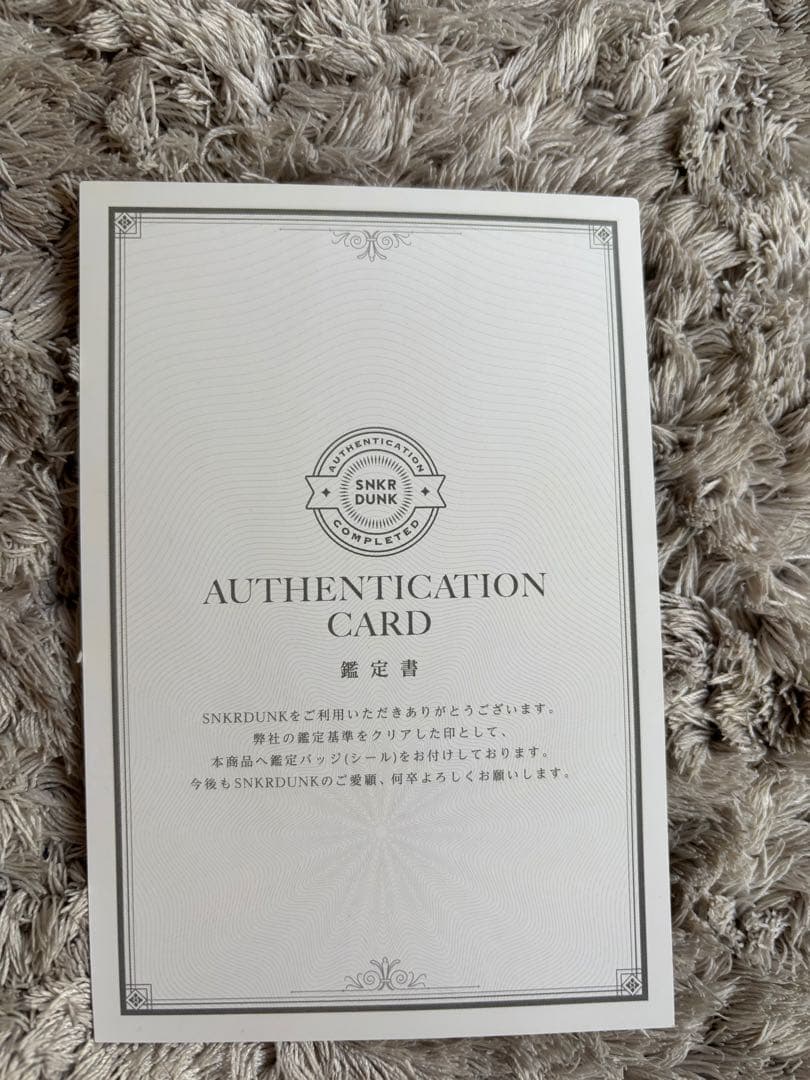 AUTHENTICATION
SNKR
DUNK
COMPLETED
AUTHENTICATION
CARD
鑑定書
SNKRDUNKをご利用いただきありがとうございます。
弊社の鑑定基準をクリアした印として、
本商品へ鑑定バッジ(シール)をお付けしております。
今後もSNKRDUNKのご愛顧、何卒よろしくお願いします。